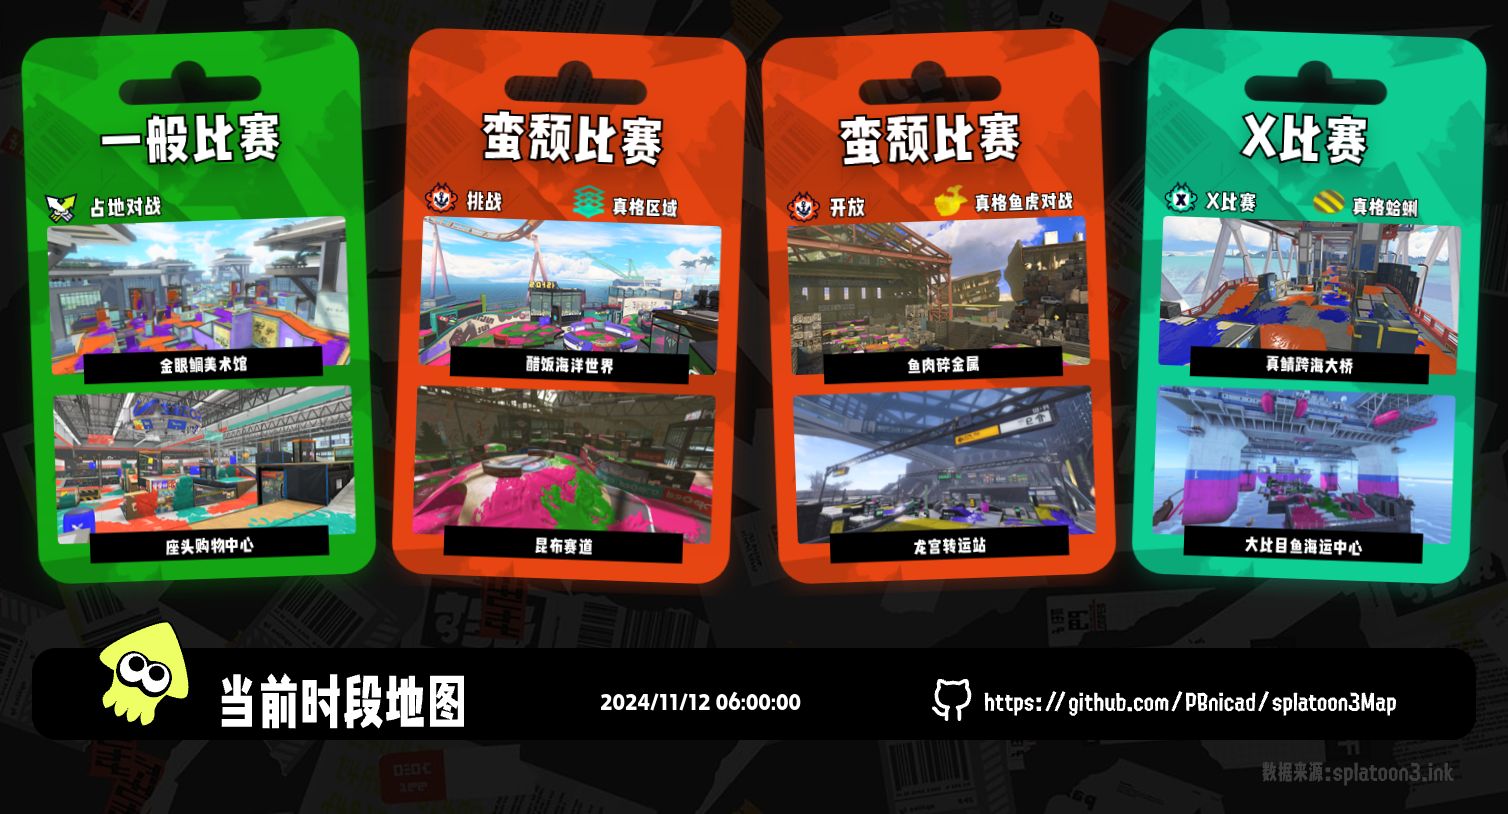 一般比赛
占地对战
金眼鲷美术馆
座头购物中心
蛮颓比赛
挑战
真格区域
醋饭海洋世界
昆布赛道
蛮颓比赛
开放
真格鱼虎对战
鱼肉碎金属
龙宫转运站
X比赛
X比赛
真格蛤蜊
真鲭跨海大桥
大比目鱼海运中心
当前时段地图
2024/11/12 06:00:00
https://github.com/PBnicad/splatoon3Map
数据来源:splatoon3.ink